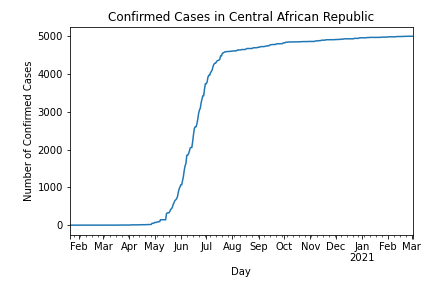 Confirmed Cases in Central African Republic
Number of Confirmed Cases
5000
4000
3000
2000
1000
0
Feb Mar Apr May Jun Jul Aug Sep Oct Nov Dec Jan Feb Mar
2021
Day